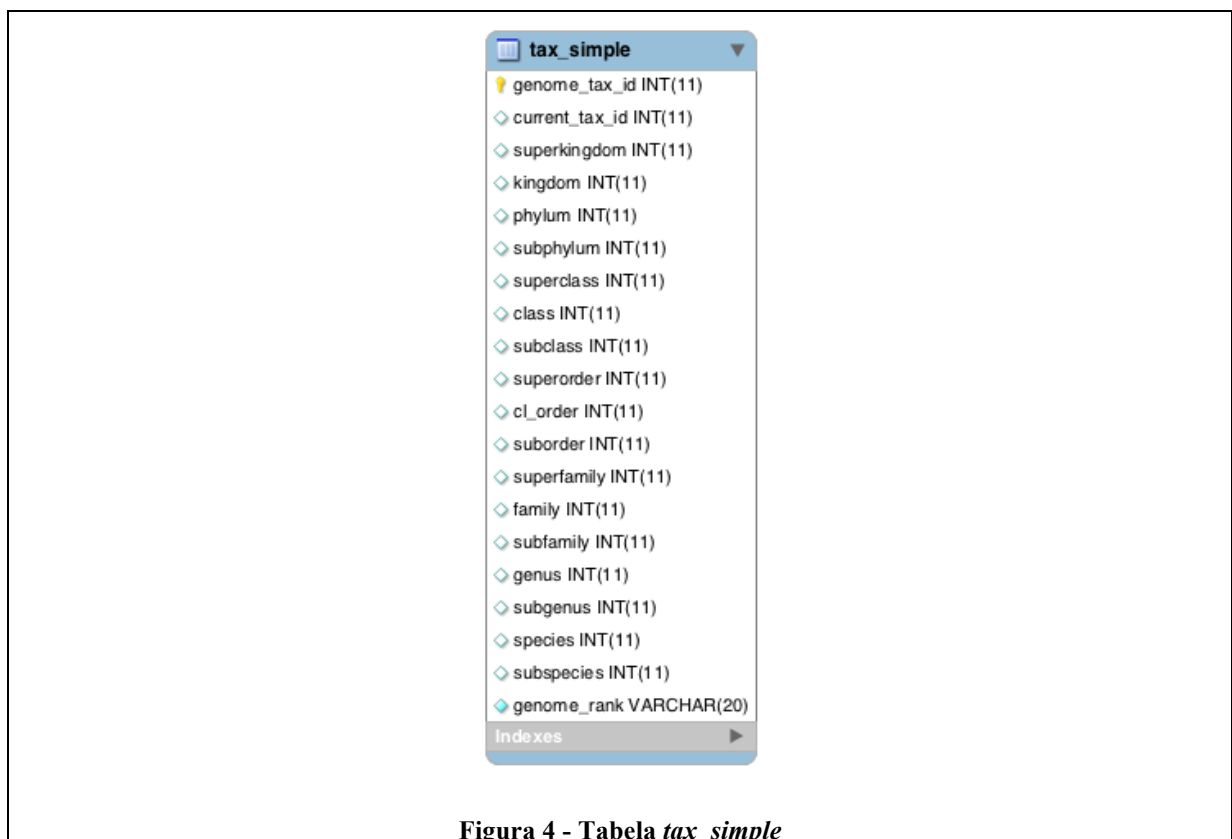 tax_simple
genome_tax_id INT(11)
current_tax_id INT(11)
superkingdom INT(11)
kingdom INT(11)
phylum INT(11)
subphylum INT(11)
superclass INT(11)
class INT(11)
subclass INT(11)
superorder INT(11)
cl_order INT(11)
suborder INT(11)
superfamily INT(11)
family INT(11)
subfamily INT(11)
genus INT(11)
subgenus INT(11)
species INT(11)
subspecies INT(11)
genome_rank VARCHAR(20)
Indexes
Figura 4 - Tabela tax_simple